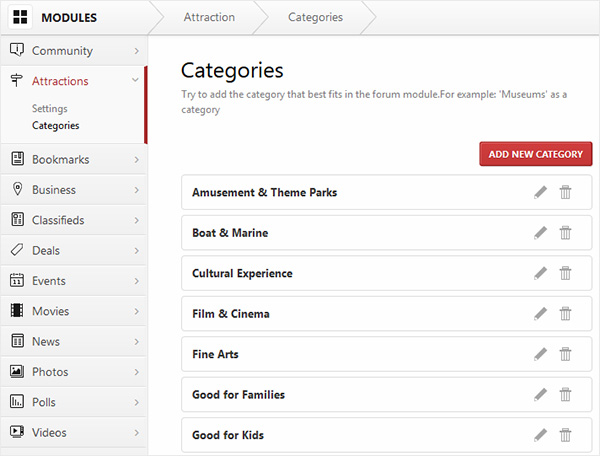 MODULES
Attraction
Categories
Community
Attractions
Settings
Categories
Bookmarks
Business
Classifieds
Deals
11
Events
Movies
News
Photos
Polls
Videos
Categories
Try to add the category that best fits in the forum module.For example: 'Museums' as a
category
ADD NEW CATEGORY
Amusement & Theme Parks
Boat & Marine
Cultural Experience
Film & Cinema
Fine Arts
Good for Families
Good for Kids